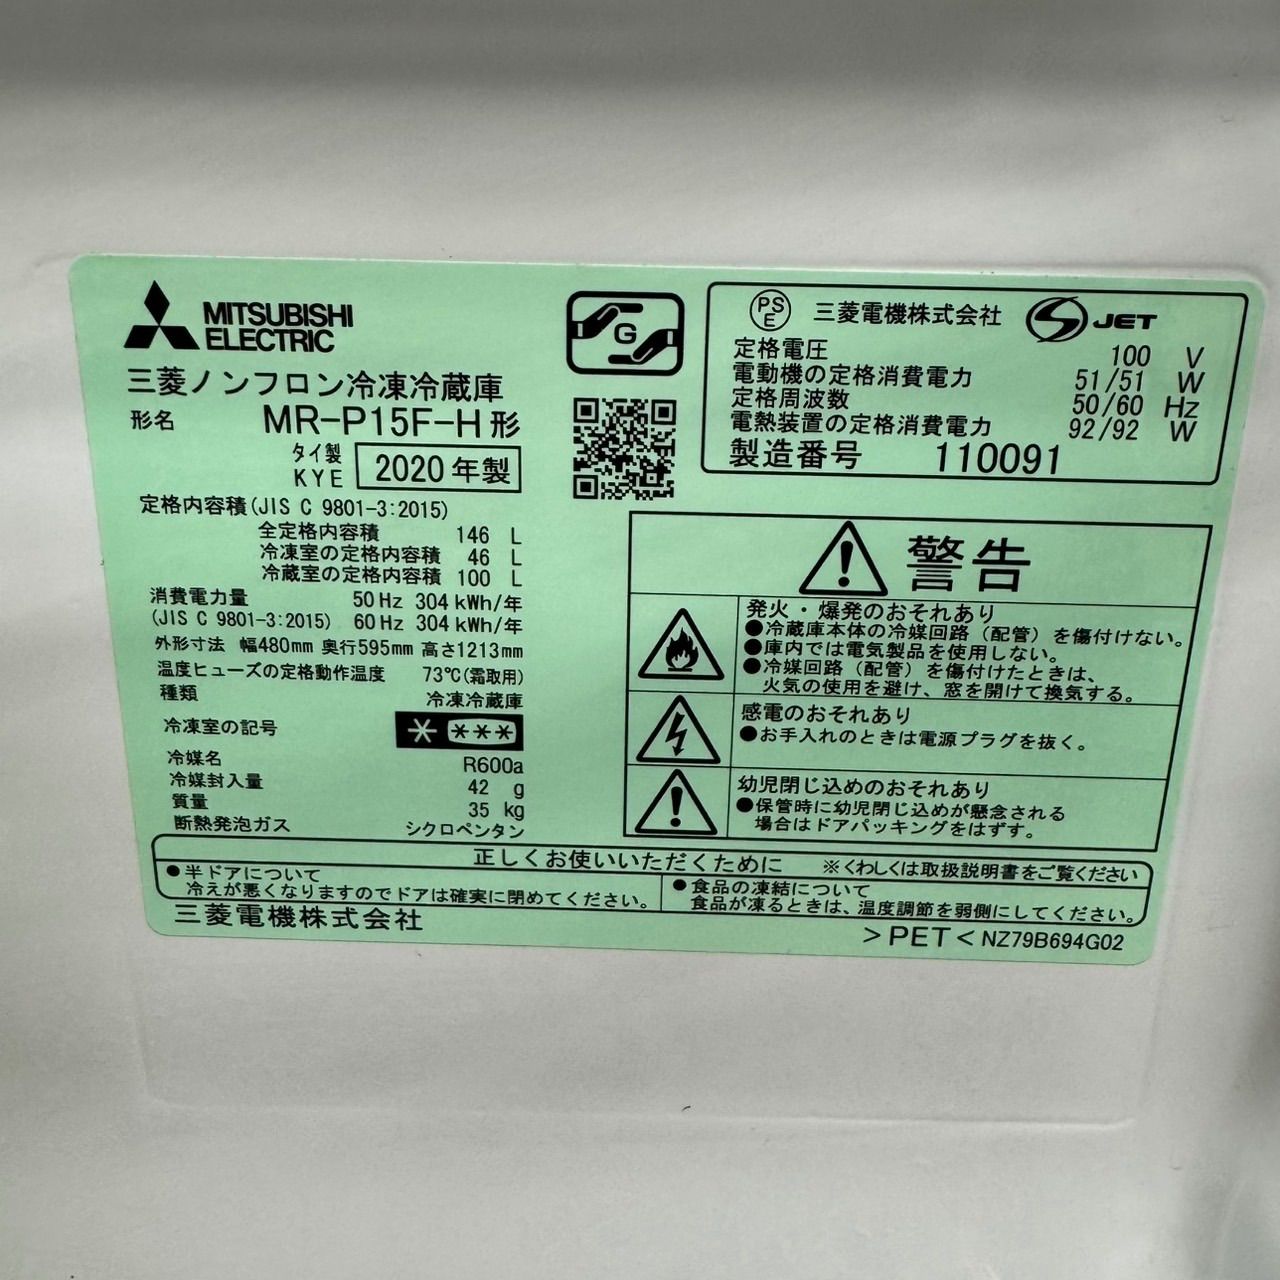 MITSUBISHI
ELECTRIC
三菱ノンフロン冷凍冷蔵庫
形名 MR-P15F-H形
タイ製
KYE 2020年製
定格内容積(JIS C 9801-3:2015)
全定格内容積 146 L
冷凍室の定格内容積 46 L
冷蔵室の定格内容積 100 L
消費電力量 50Hz 304kWh/年
(JIS C 9801-3:2015) 60Hz 304kWh/年
外形寸法 幅480mm 奥行595mm 高さ1213mm
温度ヒューズの定格動作温度 73℃(霜取用)
種類 冷凍冷蔵庫
冷凍室の記号 * ***
冷媒名 R600a
冷媒封入量 42 g
質量 35 kg
断熱発泡ガス シクロペンタン
G
PS
E
三菱電機株式会社 JET
定格電圧 100 V
電動機の定格消費電力 51/51 W
定格周波数 50/60 Hz
電熱装置の定格消費電力 92/92 W
製造番号 110091
警告
発火・爆発のおそれあり
●冷蔵庫本体の冷媒回路(配管)を傷付けない。
●庫内では電気製品を使用しない。
●冷媒回路(配管)を傷付けたときは、
火気の使用を避け、窓を開けて換気する。
感電のおそれあり
●お手入れのときは電源プラグを抜く。
幼児閉じ込めのおそれあり
●保管時に幼児閉じ込めが懸念される
場合はドアパッキングをはずす。
正しくお使いいただくために ※くわしくは取扱説明書をご覧ください
●半ドアについて
冷えが悪くなりますのでドアは確実に閉めてください。
●食品の凍結について
食品が凍るときは、温度調節を弱側にしてください。
三菱電機株式会社
>PET< NZ79B694G02